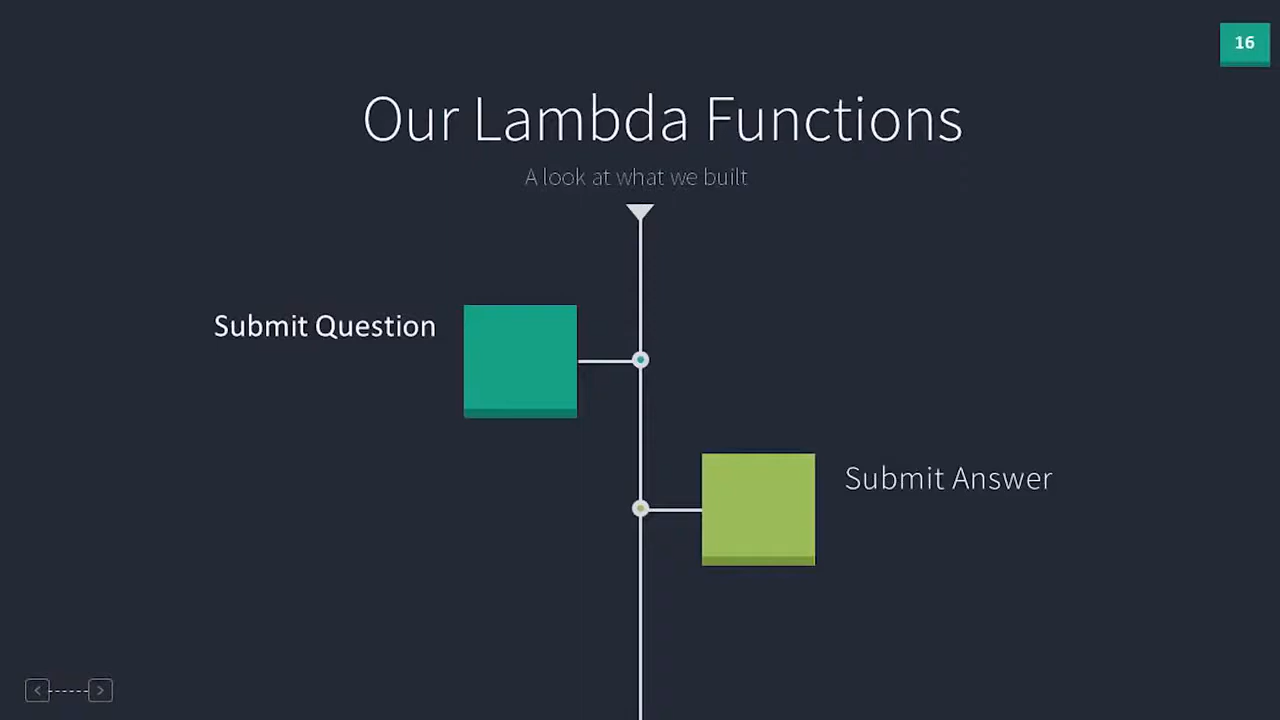 16
Our Lambda Functions
A look at what we built
Submit Question
Submit Answer